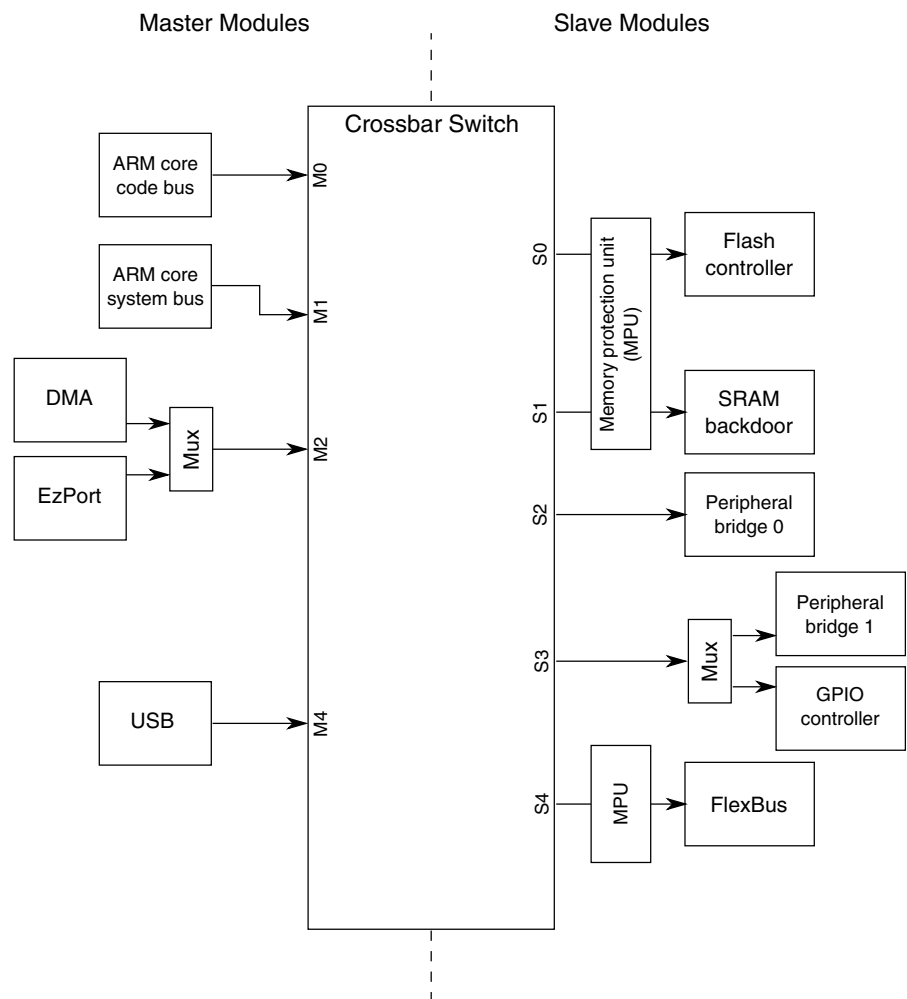 Master Modules
Slave Modules
Crossbar Switch
ARM core
code bus
M0
ARM core
system bus
M1
DMA
EzPort
Mux
M2
USB
M4
S0
Memory protection unit
(MPU)
Flash
controller
S1
SRAM
backdoor
S2
Peripheral
bridge 0
S3
Mux
Peripheral
bridge 1
GPIO
controller
S4
MPU
FlexBus